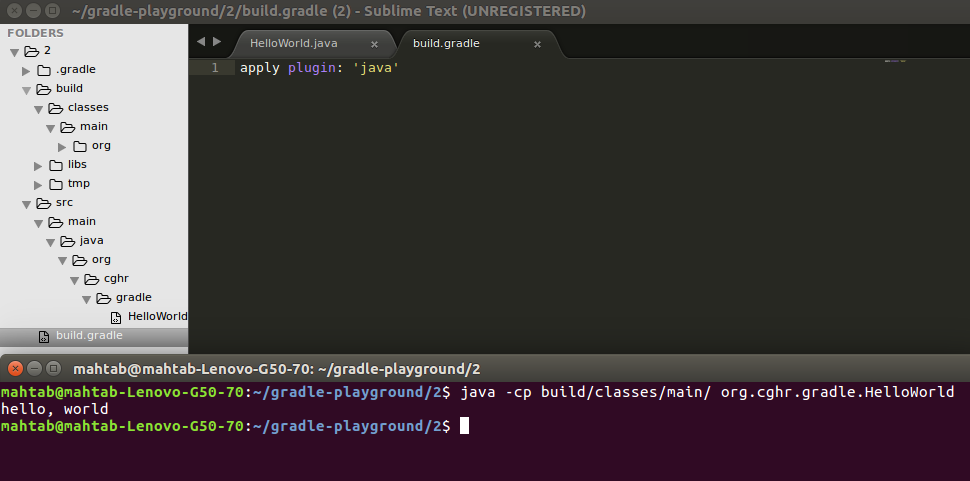 ~/gradle-playground/2/build.gradle (2) - Sublime Text (UNREGISTERED)
FOLDERS
2
.gradle
build
classes
main
org
libs
tmp
src
main
java
org
cghr
gradle
HelloWorld
build.gradle
HelloWorld.java × build.gradle ×
1 apply plugin: 'java'
mahtab@mahtab-Lenovo-G50-70: ~/gradle-playground/2
mahtab@mahtab-Lenovo-G50-70:~/gradle-playground/2$ java -cp build/classes/main/ org.cghr.gradle.HelloWorld
hello, world
mahtab@mahtab-Lenovo-G50-70:~/gradle-playground/2$